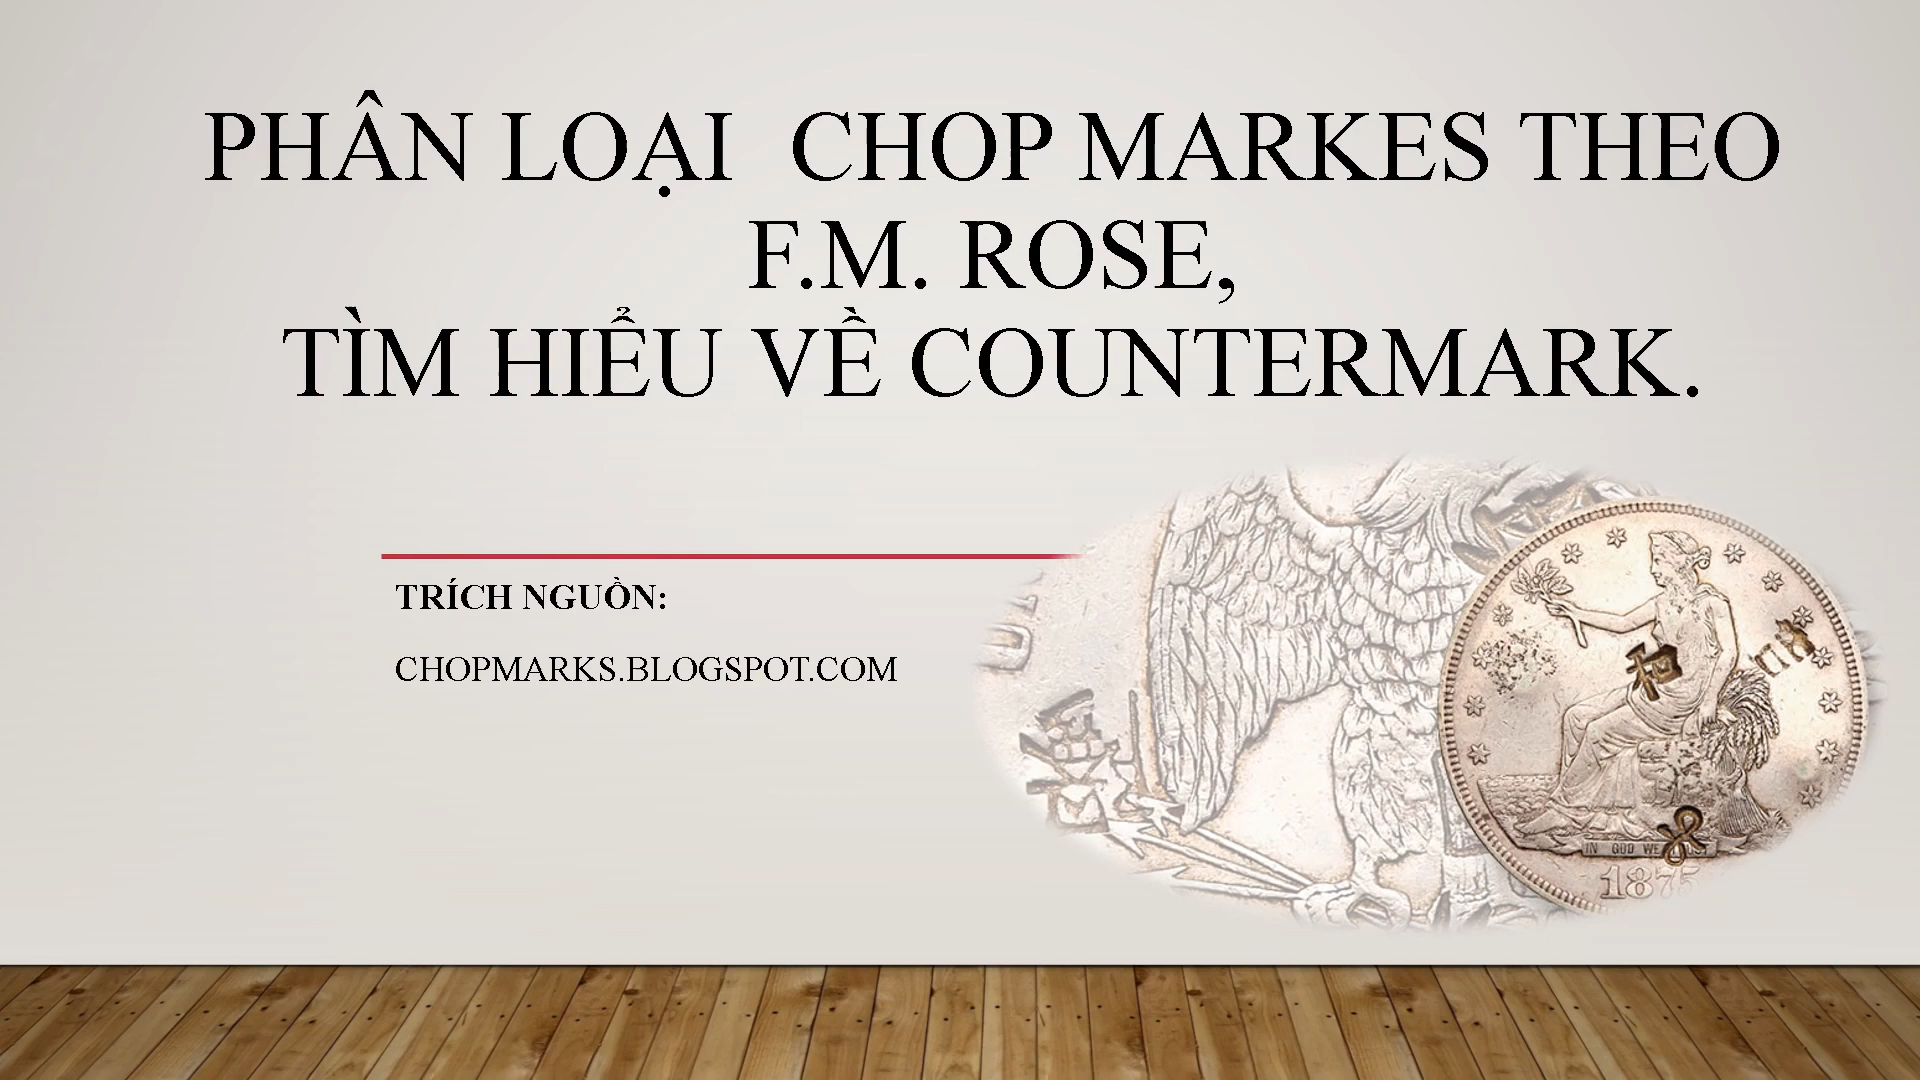 PHÂN LOẠI CHOP MARKES THEO
F.M. ROSE,
TÌM HIỂU VỀ COUNTERMARK.
TRÍCH NGUỒN:
CHOPMARKS.BLOGSPOT.COM
和
IN GOD WE
1875